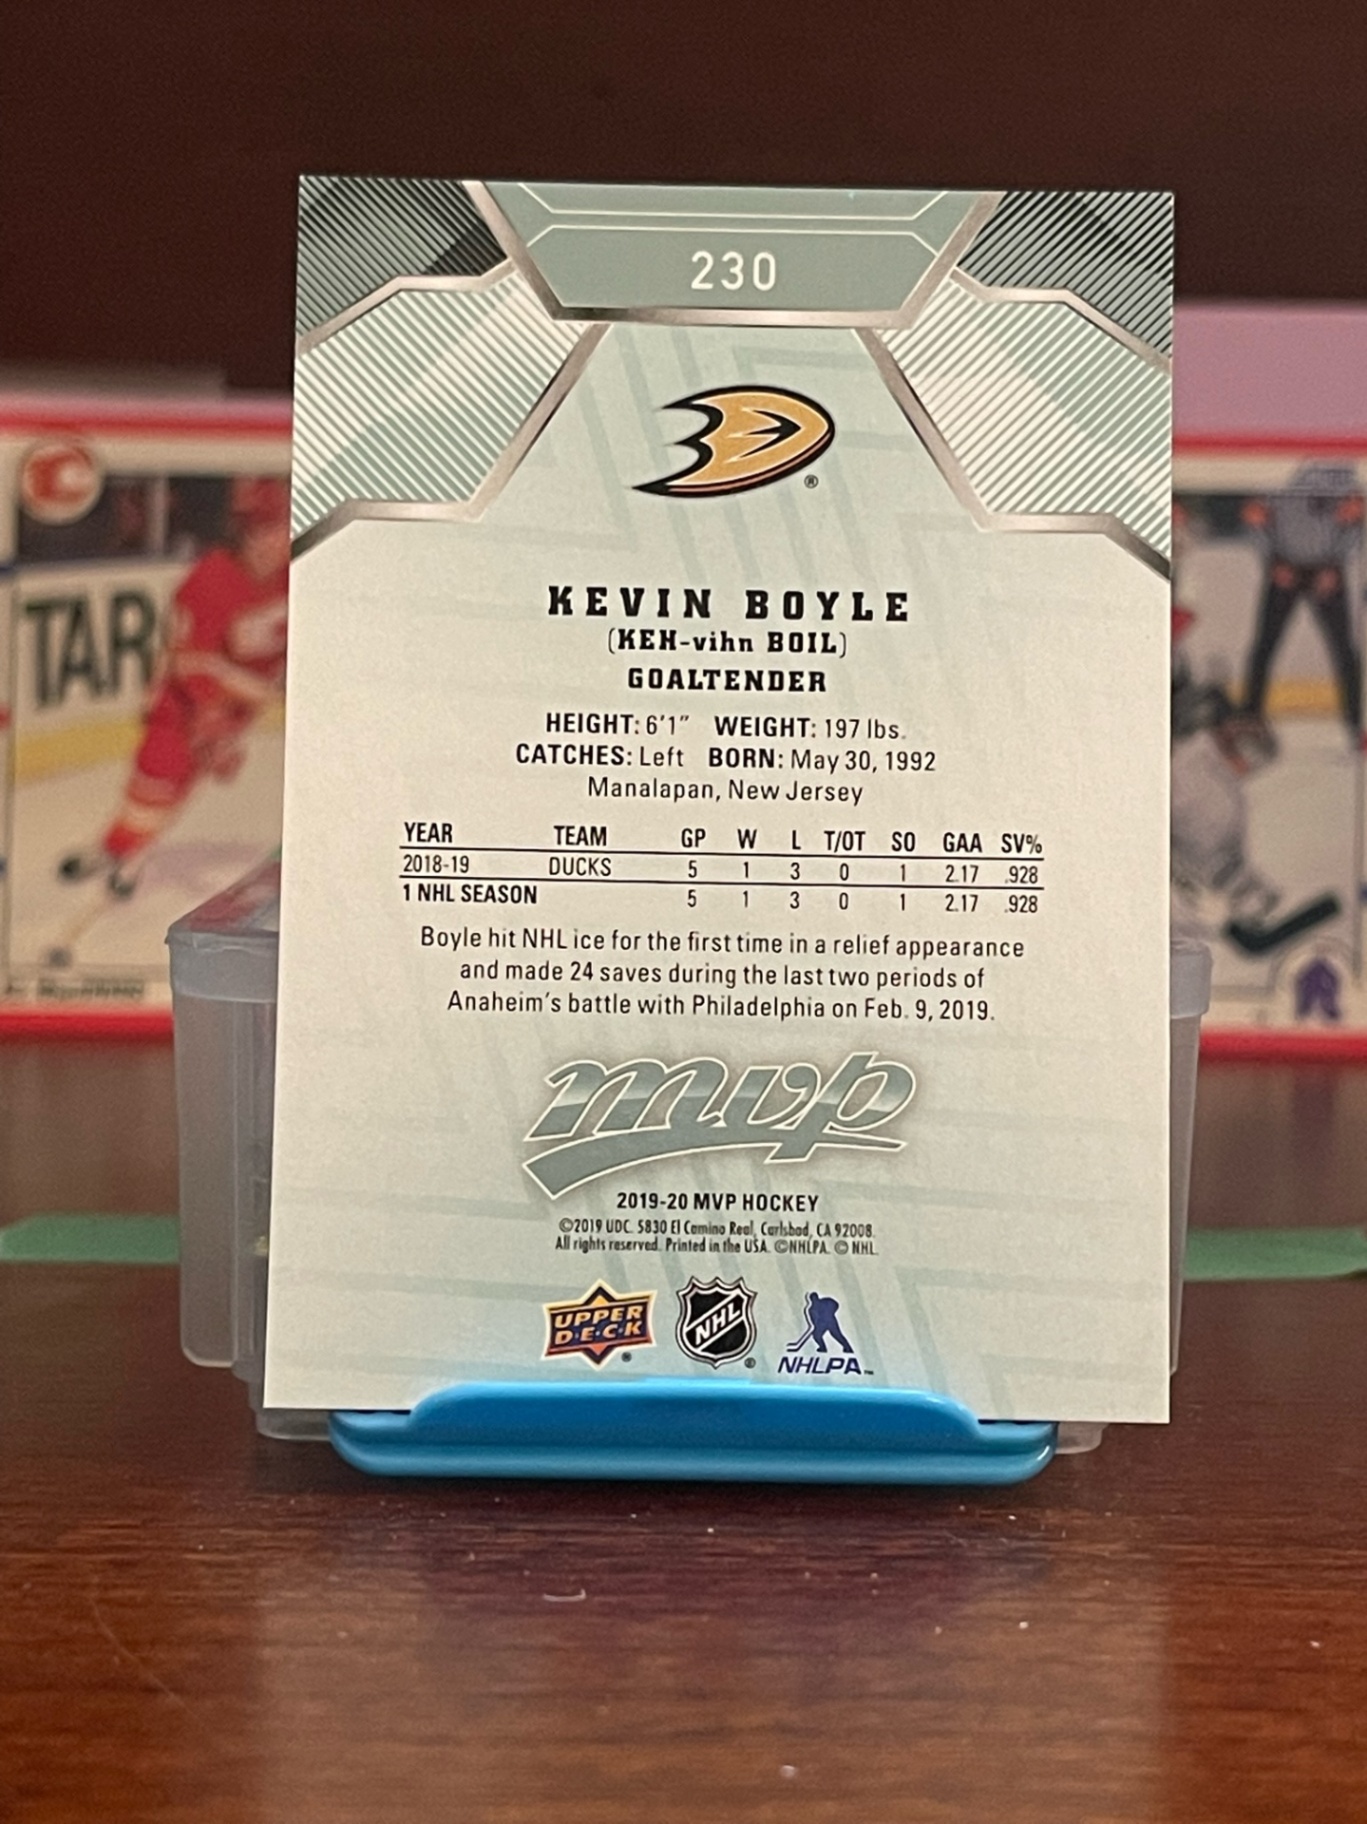 230
®
KEVIN BOYLE
(KEH-vihn BOIL)
GOALTENDER
HEIGHT: 6'1" WEIGHT: 197 lbs.
CATCHES: Left BORN: May 30, 1992
Manalapan, New Jersey
YEAR TEAM GP W L T/OT SO GAA SV%
2018-19 DUCKS 5 1 3 0 1 2.17 .928
1 NHL SEASON 5 1 3 0 1 2.17 .928
Boyle hit NHL ice for the first time in a relief appearance
and made 24 saves during the last two periods of
Anaheim's battle with Philadelphia on Feb. 9, 2019.
mvp
2019-20 MVP HOCKEY
©2019 UDC. 5830 El Camino Real, Carlsbad, CA 92008.
All rights reserved. Printed in the USA. ©NHLPA. © NHL.
UPPER
D•E•C•K
®
NHL
®
NHLPA™
TAR